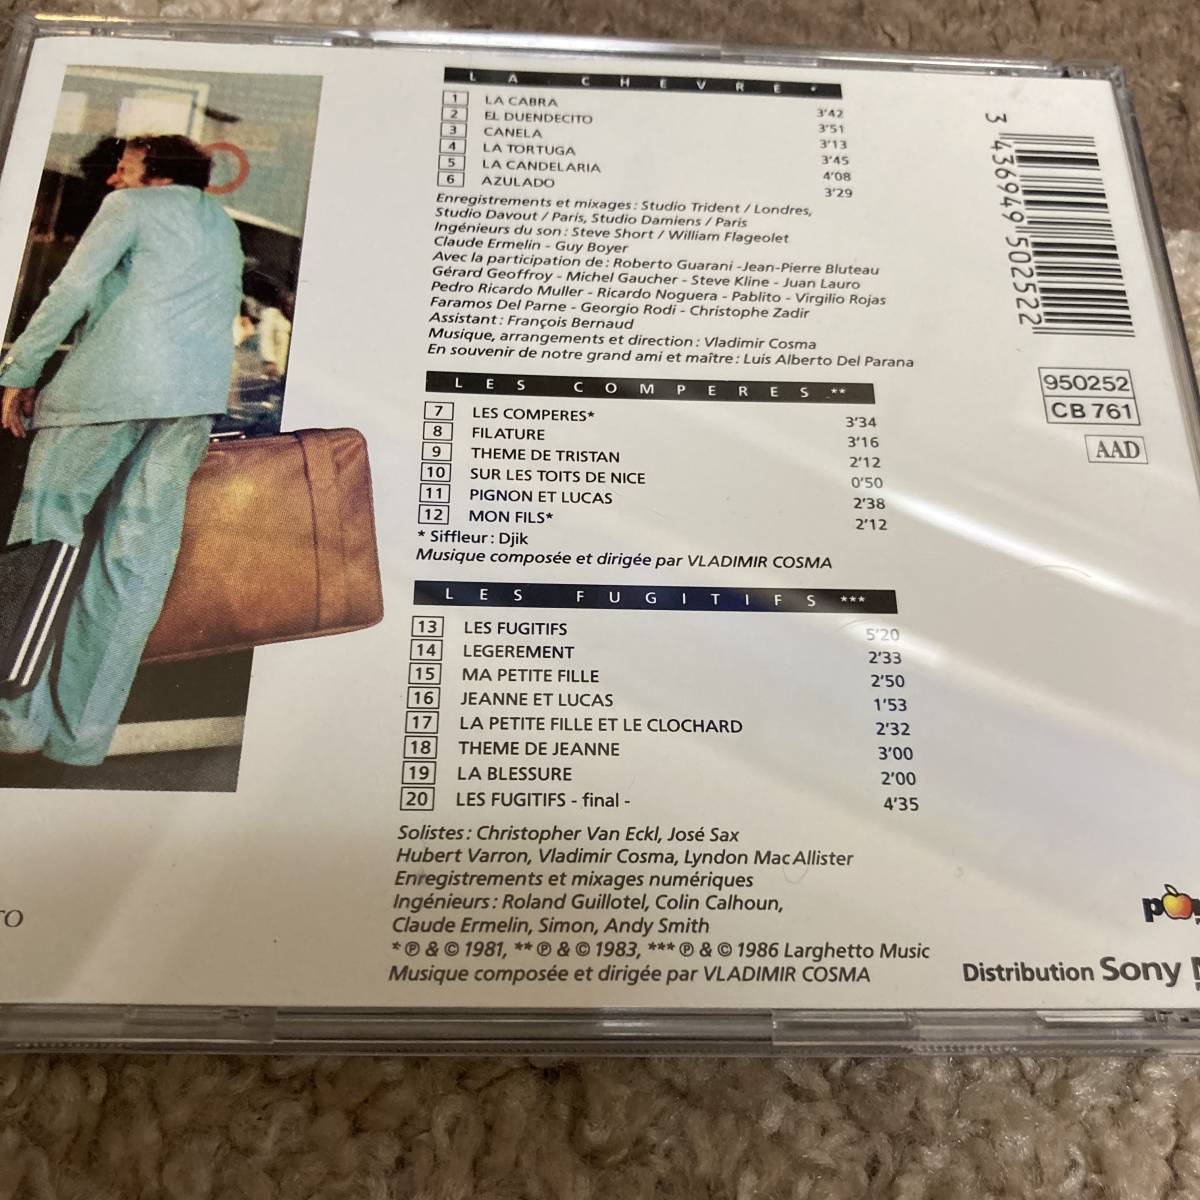 LA CHEVRE *
1 LA CABRA 3'42
2 EL DUENDECITO 3'51
3 CANELA 3'13
4 LA TORTUGA 3'45
5 LA CANDELARIA 4'08
6 AZULADO 3'29
Enregistrements et mixages : Studio Trident / Londres,
Studio Davout / Paris, Studio Damiens / Paris
Ingénieurs du son : Steve Short / William Flageolet
Claude Ermelin - Guy Boyer
Avec la participation de : Roberto Guarani -Jean-Pierre Bluteau
Gérard Geoffroy - Michel Gaucher - Steve Kline - Juan Lauro
Pedro Ricardo Muller - Ricardo Noguera - Pablito - Virgilio Rojas
Faramos Del Parne - Georgio Rodi - Christophe Zadir
Assistant : François Bernaud
Musique, arrangements et direction : Vladimir Cosma
En souvenir de notre grand ami et maître : Luis Alberto Del Parana
LES COMPERES **
7 LES COMPERES* 3'34
8 FILATURE 3'16
9 THEME DE TRISTAN 2'12
10 SUR LES TOITS DE NICE 0'50
11 PIGNON ET LUCAS 2'38
12 MON FILS* 2'12
* Siffleur : Djik
Musique composée et dirigée par VLADIMIR COSMA
LES FUGITIFS ***
13 LES FUGITIFS 5'20
14 LEGEREMENT 2'33
15 MA PETITE FILLE 2'50
16 JEANNE ET LUCAS 1'53
17 LA PETITE FILLE ET LE CLOCHARD 2'32
18 THEME DE JEANNE 3'00
19 LA BLESSURE 2'00
20 LES FUGITIFS - final - 4'35
Solistes : Christopher Van Eckl, José Sax
Hubert Varron, Vladimir Cosma, Lyndon Mac Allister
Enregistrements et mixages numériques
Ingénieurs : Roland Guillotel, Colin Calhoun,
Claude Ermelin, Simon, Andy Smith
* ℗ & © 1981, ** ℗ & © 1983, *** ℗ & © 1986 Larghetto Music
Musique composée et dirigée par VLADIMIR COSMA
3 436949 502522
950252
CB 761
AAD
Distribution Sony